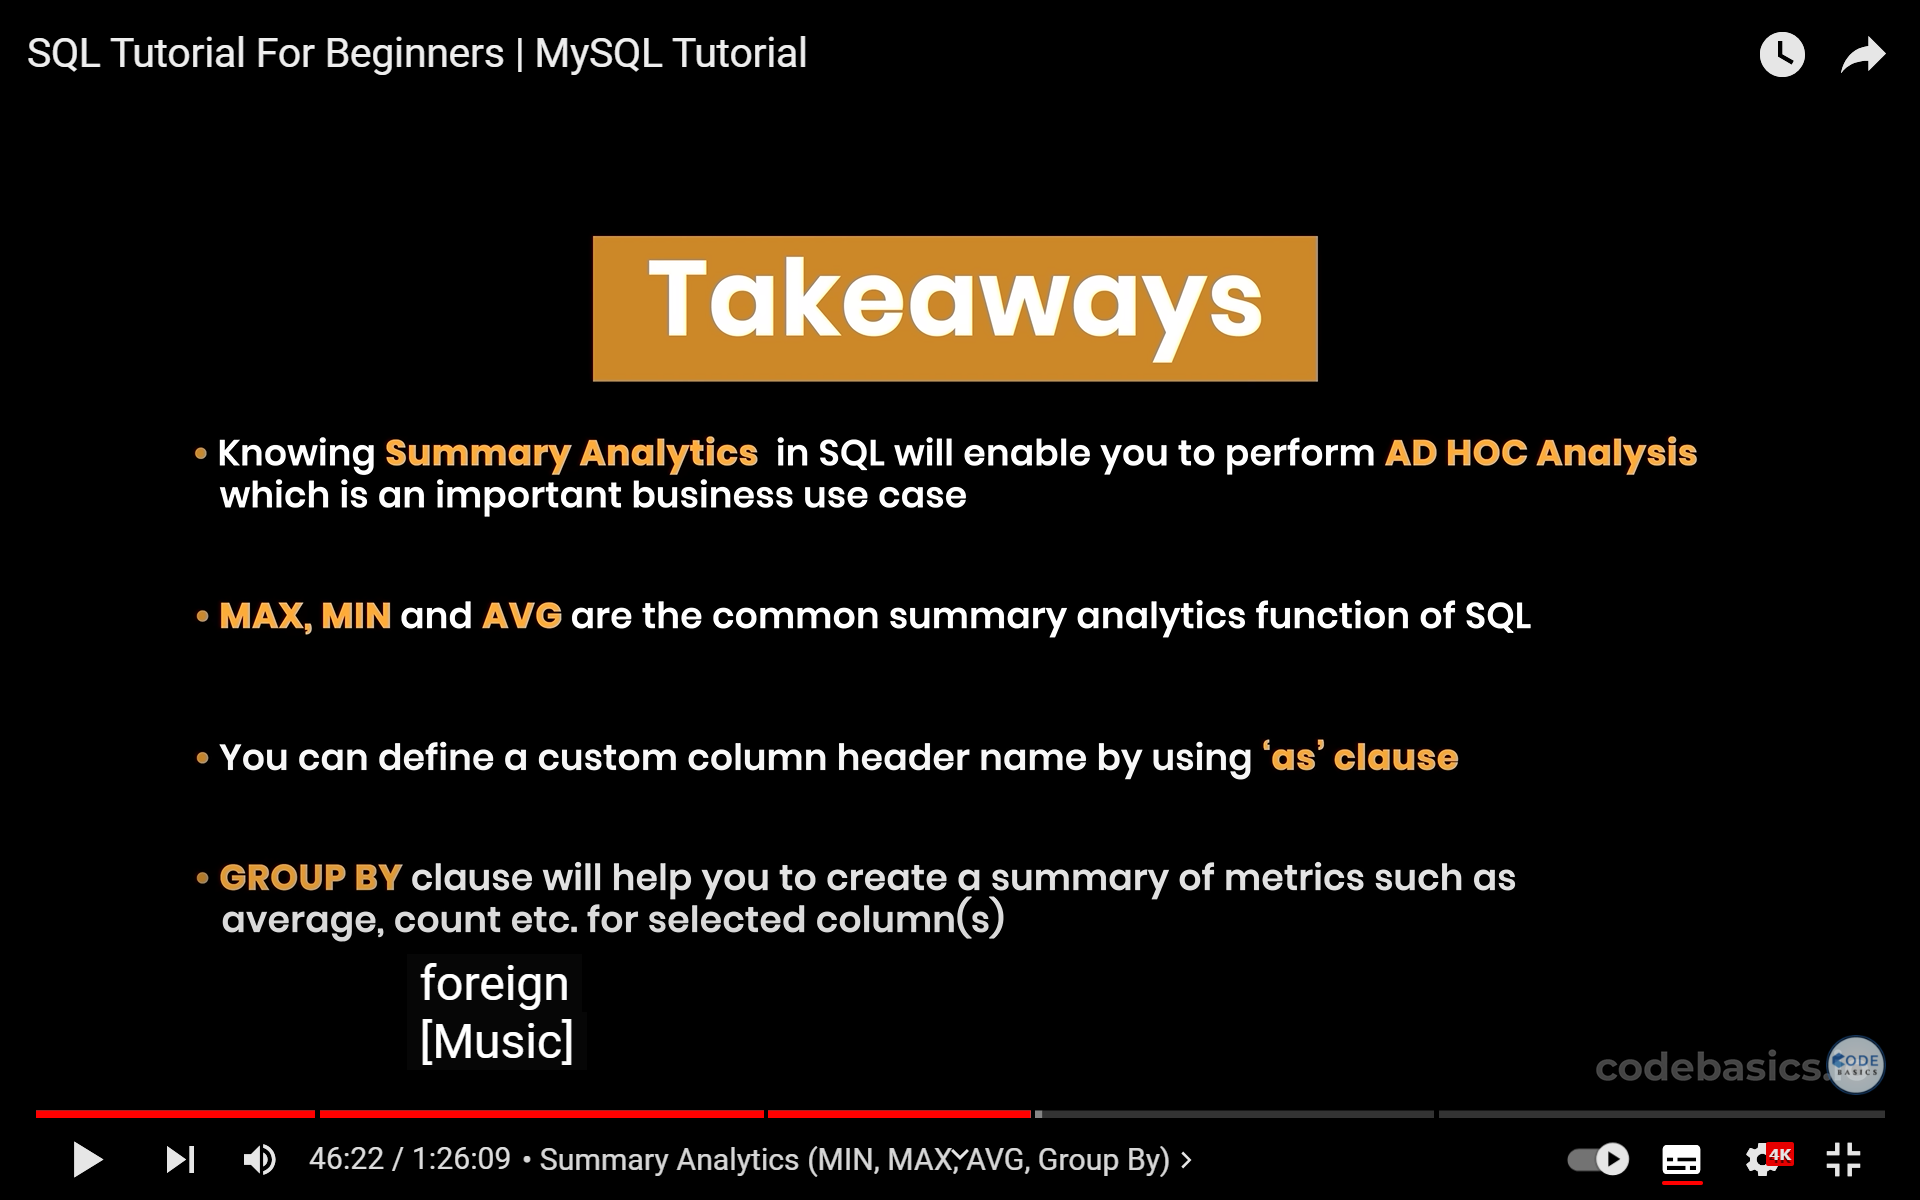 SQL Tutorial For Beginners | MySQL Tutorial
Takeaways
• Knowing Summary Analytics in SQL will enable you to perform AD HOC Analysis
which is an important business use case
• MAX, MIN and AVG are the common summary analytics function of SQL
• You can define a custom column header name by using ‘as’ clause
• GROUP BY clause will help you to create a summary of metrics such as
average, count etc. for selected column(s)
foreign
[Music]
codebasics.
CODE
BASICS
46:22 / 1:26:09 • Summary Analytics (MIN, MAX, AVG, Group By) >
4K